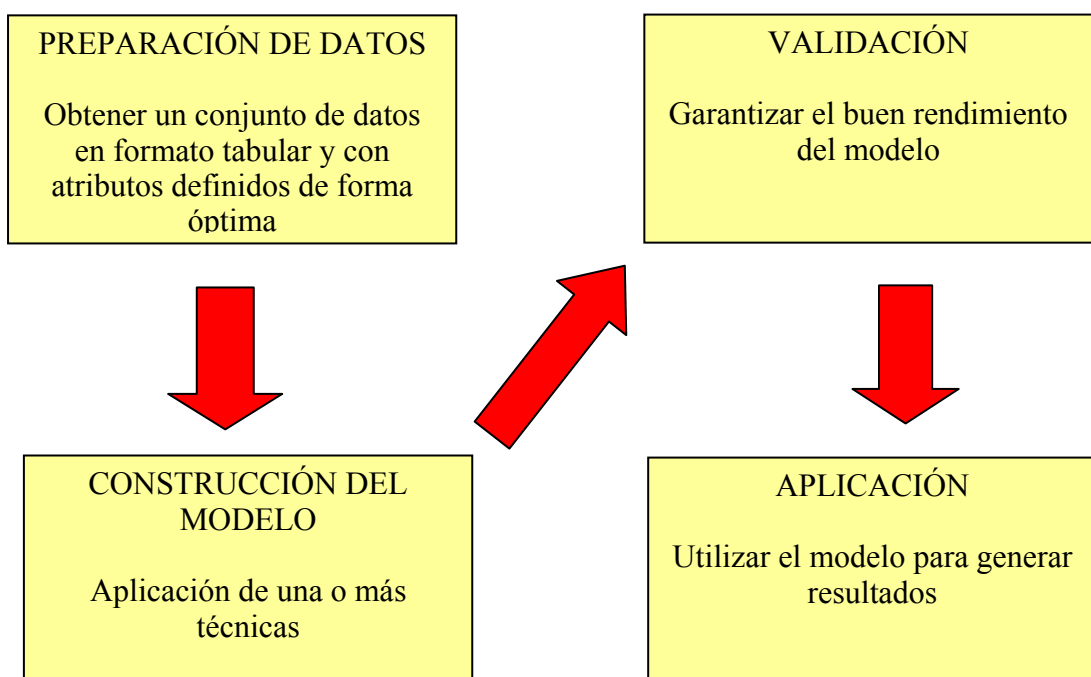 PREPARACIÓN DE DATOS
Obtener un conjunto de datos
en formato tabular y con
atributos definidos de forma
óptima
CONSTRUCCIÓN DEL
MODELO
Aplicación de una o más
técnicas
VALIDACIÓN
Garantizar el buen rendimiento
del modelo
APLICACIÓN
Utilizar el modelo para generar
resultados